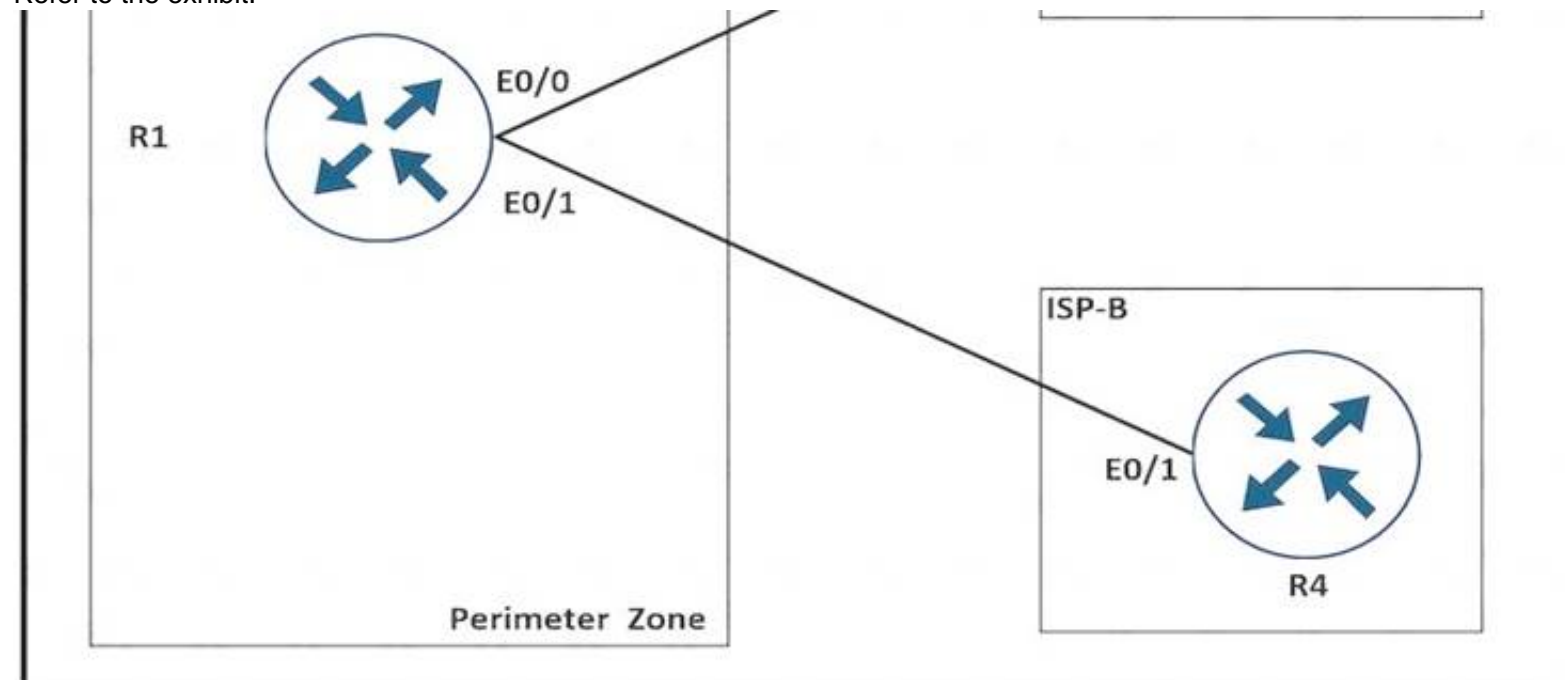 Refer to the exhibit.
E0/0
R1
E0/1
ISP-B
E0/1
R4
Perimeter Zone